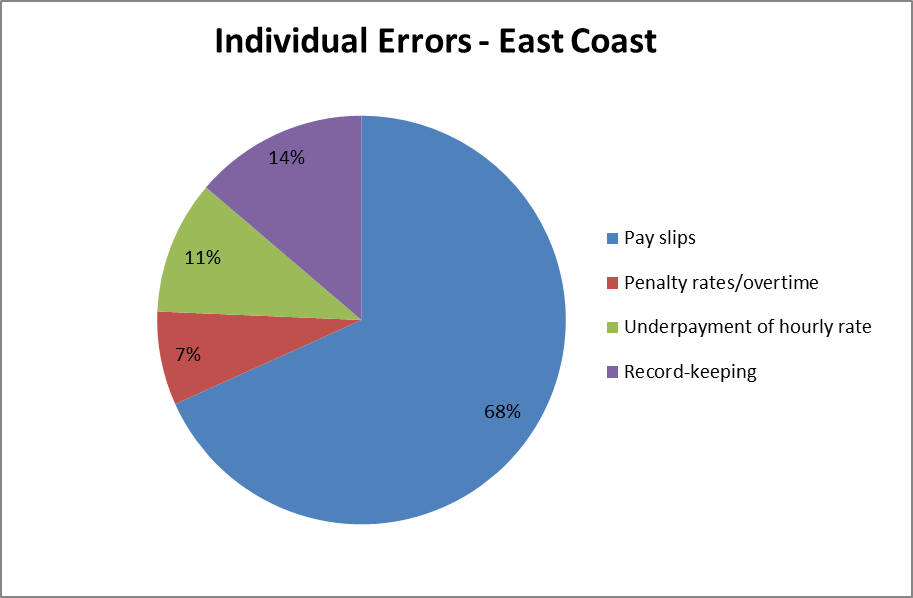 Individual Errors - East Coast
14%
11%
7%
68%
Pay slips
Penalty rates/overtime
Underpayment of hourly rate
Record-keeping